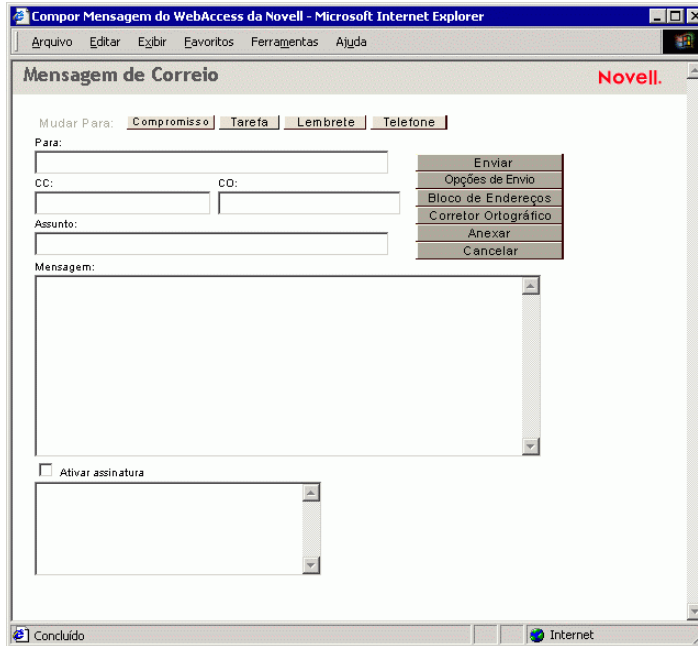 Compor Mensagem do WebAccess da Novell - Microsoft Internet Explorer
Arquivo Editar Exibir Favoritos Ferramentas Ajuda
Mensagem de Correio
Novell.
Mudar Para: Compromisso Tarefa Lembrete Telefone
Para:
Enviar
CC: CO:
Opções de Envio
Bloco de Endereços
Corretor Ortográfico
Assunto:
Anexar
Cancelar
Mensagem:
Ativar assinatura
Concluído
Internet